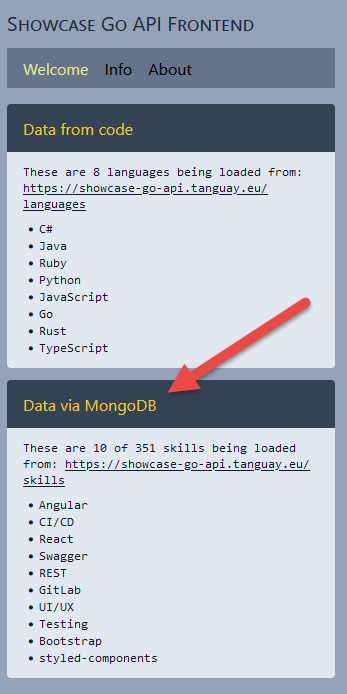 Showcase Go API Frontend
Welcome Info About
Data from code
These are 8 languages being loaded from:
https://showcase-go-api.tanguay.eu/
languages
• C#
• Java
• Ruby
• Python
• JavaScript
• Go
• Rust
• TypeScript
Data via MongoDB
These are 10 of 351 skills being loaded
from: https://showcase-go-api.tanguay.eu/
skills
• Angular
• CI/CD
• React
• Swagger
• REST
• GitLab
• UI/UX
• Testing
• Bootstrap
• styled-components